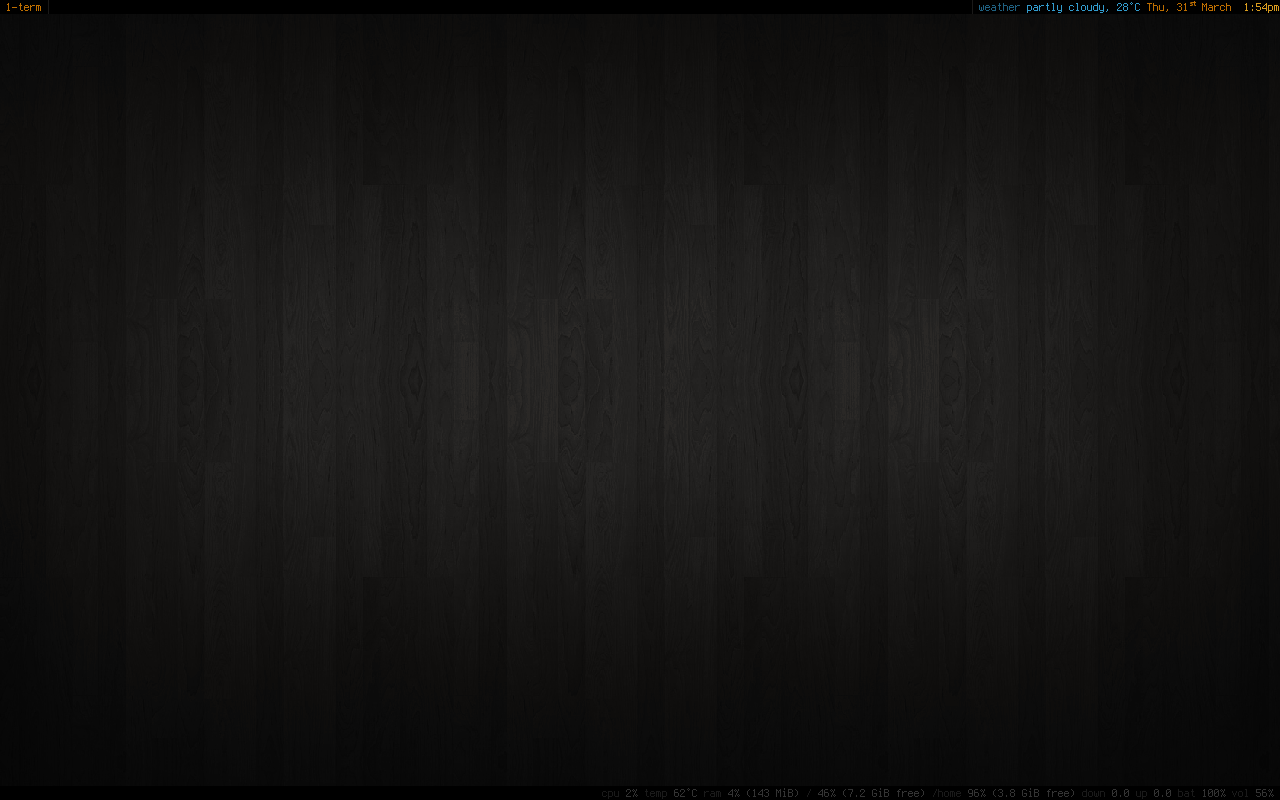 1-term
weather partly cloudy, 28°C Thu, 31st March 1:54pm
cpu 2% temp 62°C ram 4% (143 MiB) / 46% (7.2 GiB free) /home 96% (3.8 GiB free) down 0.0 up 0.0 bat 100% vol 56%